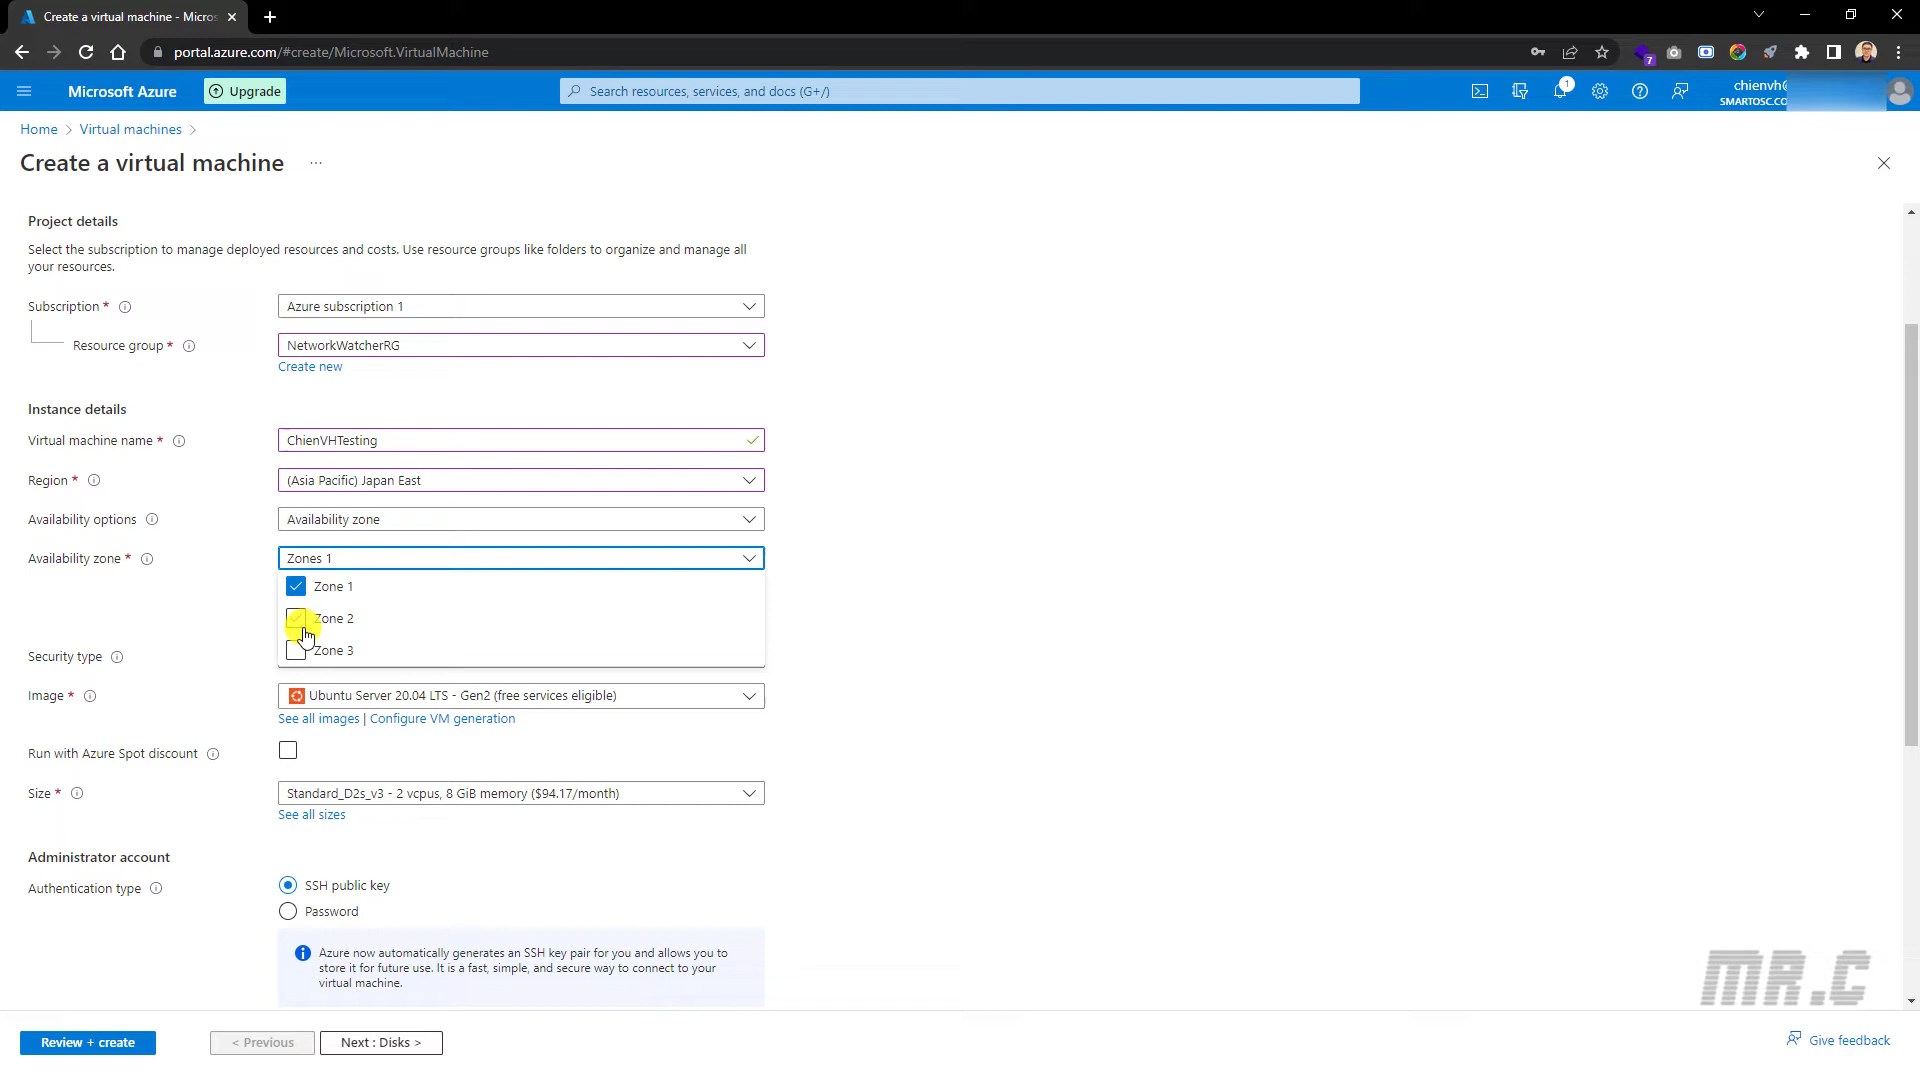 Create a virtual machine - Micros
portal.azure.com/#create/Microsoft.VirtualMachine
7
Microsoft Azure
Upgrade
Search resources, services, and docs (G+/)
1
chienvh@
SMARTOSC.CO
Home > Virtual machines >
Create a virtual machine ...
Project details
Select the subscription to manage deployed resources and costs. Use resource groups like folders to organize and manage all
your resources.
Subscription *
Azure subscription 1
Resource group *
NetworkWatcherRG
Create new
Instance details
Virtual machine name *
ChienVHTesting
Region *
(Asia Pacific) Japan East
Availability options
Availability zone
Availability zone *
Zones 1
Zone 1
Zone 2
Zone 3
Security type
Image *
Ubuntu Server 20.04 LTS - Gen2 (free services eligible)
See all images | Configure VM generation
Run with Azure Spot discount
Size *
Standard_D2s_v3 - 2 vcpus, 8 GiB memory ($94.17/month)
See all sizes
Administrator account
Authentication type
SSH public key
Password
Azure now automatically generates an SSH key pair for you and allows you to
store it for future use. It is a fast, simple, and secure way to connect to your
virtual machine.
MR.C
Review + create
< Previous
Next : Disks >
Give feedback